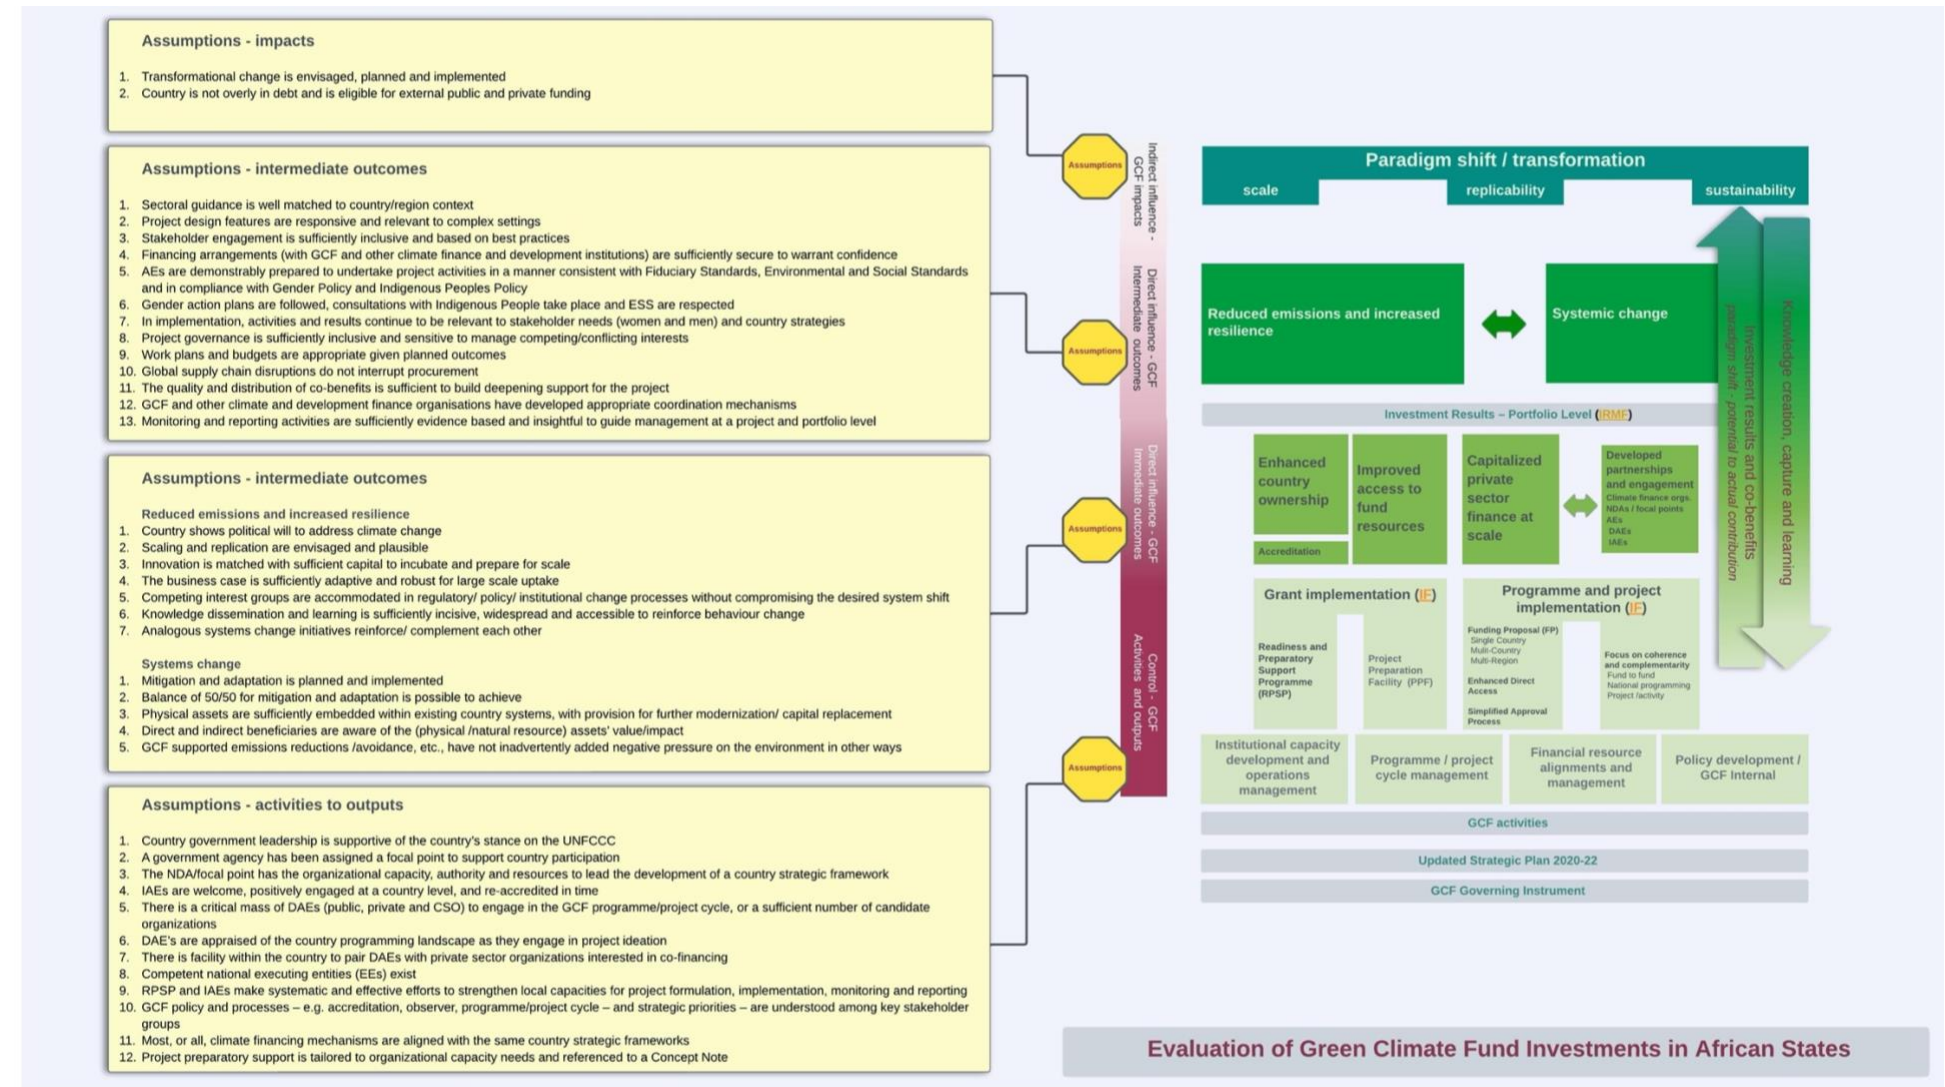 Assumptions - impacts
1. Transformational change is envisaged, planned and implemented
2. Country is not overly in debt and is eligible for external public and private funding
Assumptions - intermediate outcomes
1. Sectoral guidance is well matched to country/region context
2. Project design features are responsive and relevant to complex settings
3. Stakeholder engagement is sufficiently inclusive and based on best practices
4. Financing arrangements (with GCF and other climate finance and development institutions) are sufficiently secure to warrant confidence
5. AEs are demonstrably prepared to undertake project activities in a manner consistent with Fiduciary Standards, Environmental and Social Standards
and in compliance with Gender Policy and Indigenous Peoples Policy
6. Gender action plans are followed, consultations with Indigenous People take place and ESS are respected
7. In implementation, activities and results continue to be relevant to stakeholder needs (women and men) and country strategies
8. Project governance is sufficiently inclusive and sensitive to manage competing/conflicting interests
9. Work plans and budgets are appropriate given planned outcomes
10. Global supply chain disruptions do not interrupt procurement
11. The quality and distribution of co-benefits is sufficient to build deepening support for the project
12. GCF and other climate and development finance organisations have developed appropriate coordination mechanisms
13. Monitoring and reporting activities are sufficiently evidence based and insightful to guide management at a project and portfolio level
Assumptions - intermediate outcomes
Reduced emissions and increased resilience
1. Country shows political will to address climate change
2. Scaling and replication are envisaged and plausible
3. Innovation is matched with sufficient capital to incubate and prepare for scale
4. The business case is sufficiently adaptive and robust for large scale uptake
5. Competing interest groups are accommodated in regulatory/ policy/ institutional change processes without compromising the desired system shift
6. Knowledge dissemination and learning is sufficiently incisive, widespread and accessible to reinforce behaviour change
7. Analogous systems change initiatives reinforce/ complement each other
Systems change
1. Mitigation and adaptation is planned and implemented
2. Balance of 50/50 for mitigation and adaptation is possible to achieve
3. Physical assets are sufficiently embedded within existing country systems, with provision for further modernization/ capital replacement
4. Direct and indirect beneficiaries are aware of the (physical /natural resource) assets' value/impact
5. GCF supported emissions reductions /avoidance, etc., have not inadvertently added negative pressure on the environment in other ways
Assumptions - activities to outputs
1. Country government leadership is supportive of the country's stance on the UNFCCC
2. A government agency has been assigned a focal point to support country participation
3. The NDA/focal point has the organizational capacity, authority and resources to lead the development of a country strategic framework
4. IAEs are welcome, positively engaged at a country level, and re-accredited in time
5. There is a critical mass of DAEs (public, private and CSO) to engage in the GCF programme/project cycle, or a sufficient number of candidate
organizations
6. DAE's are appraised of the country programming landscape as they engage in project ideation
7. There is facility within the country to pair DAEs with private sector organizations interested in co-financing
8. Competent national executing entities (EEs) exist
9. RPSP and IAEs make systematic and effective efforts to strengthen local capacities for project formulation, implementation, monitoring and reporting
10. GCF policy and processes – e.g. accreditation, observer, programme/project cycle – and strategic priorities – are understood among key stakeholder
groups
11. Most, or all, climate financing mechanisms are aligned with the same country strategic frameworks
12. Project preparatory support is tailored to organizational capacity needs and referenced to a Concept Note
Assumptions
Assumptions
Assumptions
Assumptions
Indirect influence -
GCF impacts
Direct influence - GCF
Intermediate outcomes
Direct influence - GCF
Immediate outcomes
Control - GCF
Activities and outputs
Paradigm shift / transformation
scale
replicability
sustainability
Reduced emissions and increased
resilience
Systemic change
Investment Results – Portfolio Level (IRMF)
Enhanced
country
ownership
Accreditation
Improved
access to
fund
resources
Capitalized
private
sector
finance at
scale
Developed
partnerships
and engagement
Climate finance orgs.
NDAs / focal points
AEs
DAEs
IAEs
Investment results and co-benefits
paradigm shift - potential to actual contribution
Knowledge creation, capture and learning
Grant implementation (IF)
Readiness and
Preparatory
Support
Programme
(RPSP)
Project
Preparation
Facility (PPF)
Programme and project
implementation (IF)
Funding Proposal (FP)
Single Country
Multi-Country
Multi-Region
Enhanced Direct
Access
Simplified Approval
Process
Focus on coherence
and complementarity
Fund to fund
National programming
Project /activity
Institutional capacity
development and
operations
management
Programme / project
cycle management
Financial resource
alignments and
management
Policy development /
GCF Internal
GCF activities
Updated Strategic Plan 2020-22
GCF Governing Instrument
Evaluation of Green Climate Fund Investments in African States